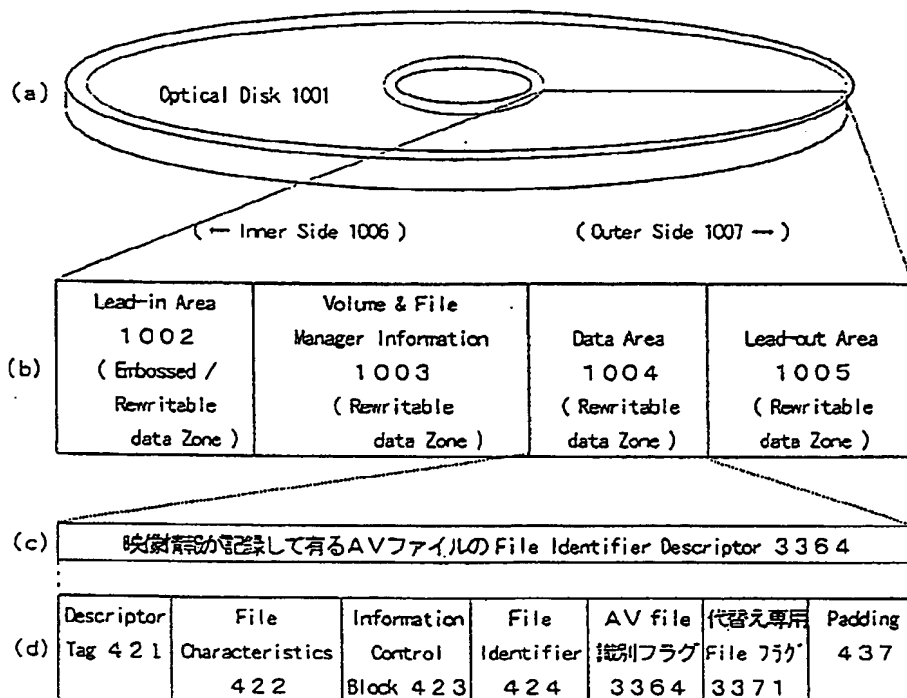 (a)
Optical Disk 1001
(← Inner Side 1006 )
(Outer Side 1007 → )
(b)
Lead-in Area
1002
( Embossed /
Rewritable
data Zone )
Volume & File
Manager Information
1003
( Rewritable
data Zone )
Data Area
1004
( Rewritable
data Zone )
Lead-out Area
1005
( Rewritable
data Zone )
(c)
映像情報が記録して有るAVファイルの File Identifier Descriptor 3364
(d)
Descriptor
Tag 421
File
Characteristics
422
Information
Control
Block 423
File
Identifier
424
AV file
識別フラグ
3364
代替え専用
File フラグ
3371
Padding
437